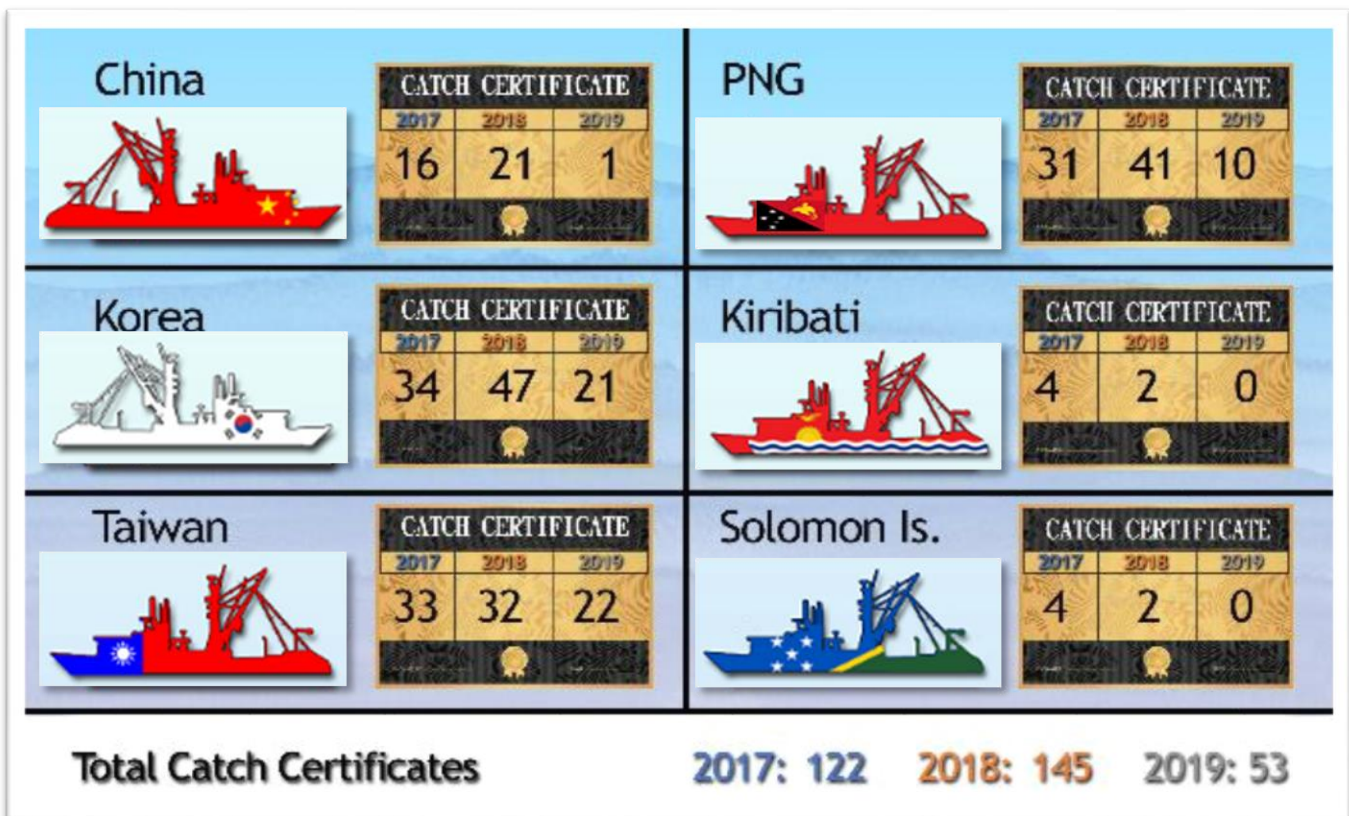 China
CATCH CERTIFICATE
2017 2018 2019
16 21 1
PNG
CATCH CERTIFICATE
2017 2018 2019
31 41 10
Korea
CATCH CERTIFICATE
2017 2018 2019
34 47 21
Kiribati
CATCH CERTIFICATE
2017 2018 2019
4 2 0
Taiwan
CATCH CERTIFICATE
2017 2018 2019
33 32 22
Solomon Is.
CATCH CERTIFICATE
2017 2018 2019
4 2 0
Total Catch Certificates 2017: 122 2018: 145 2019: 53